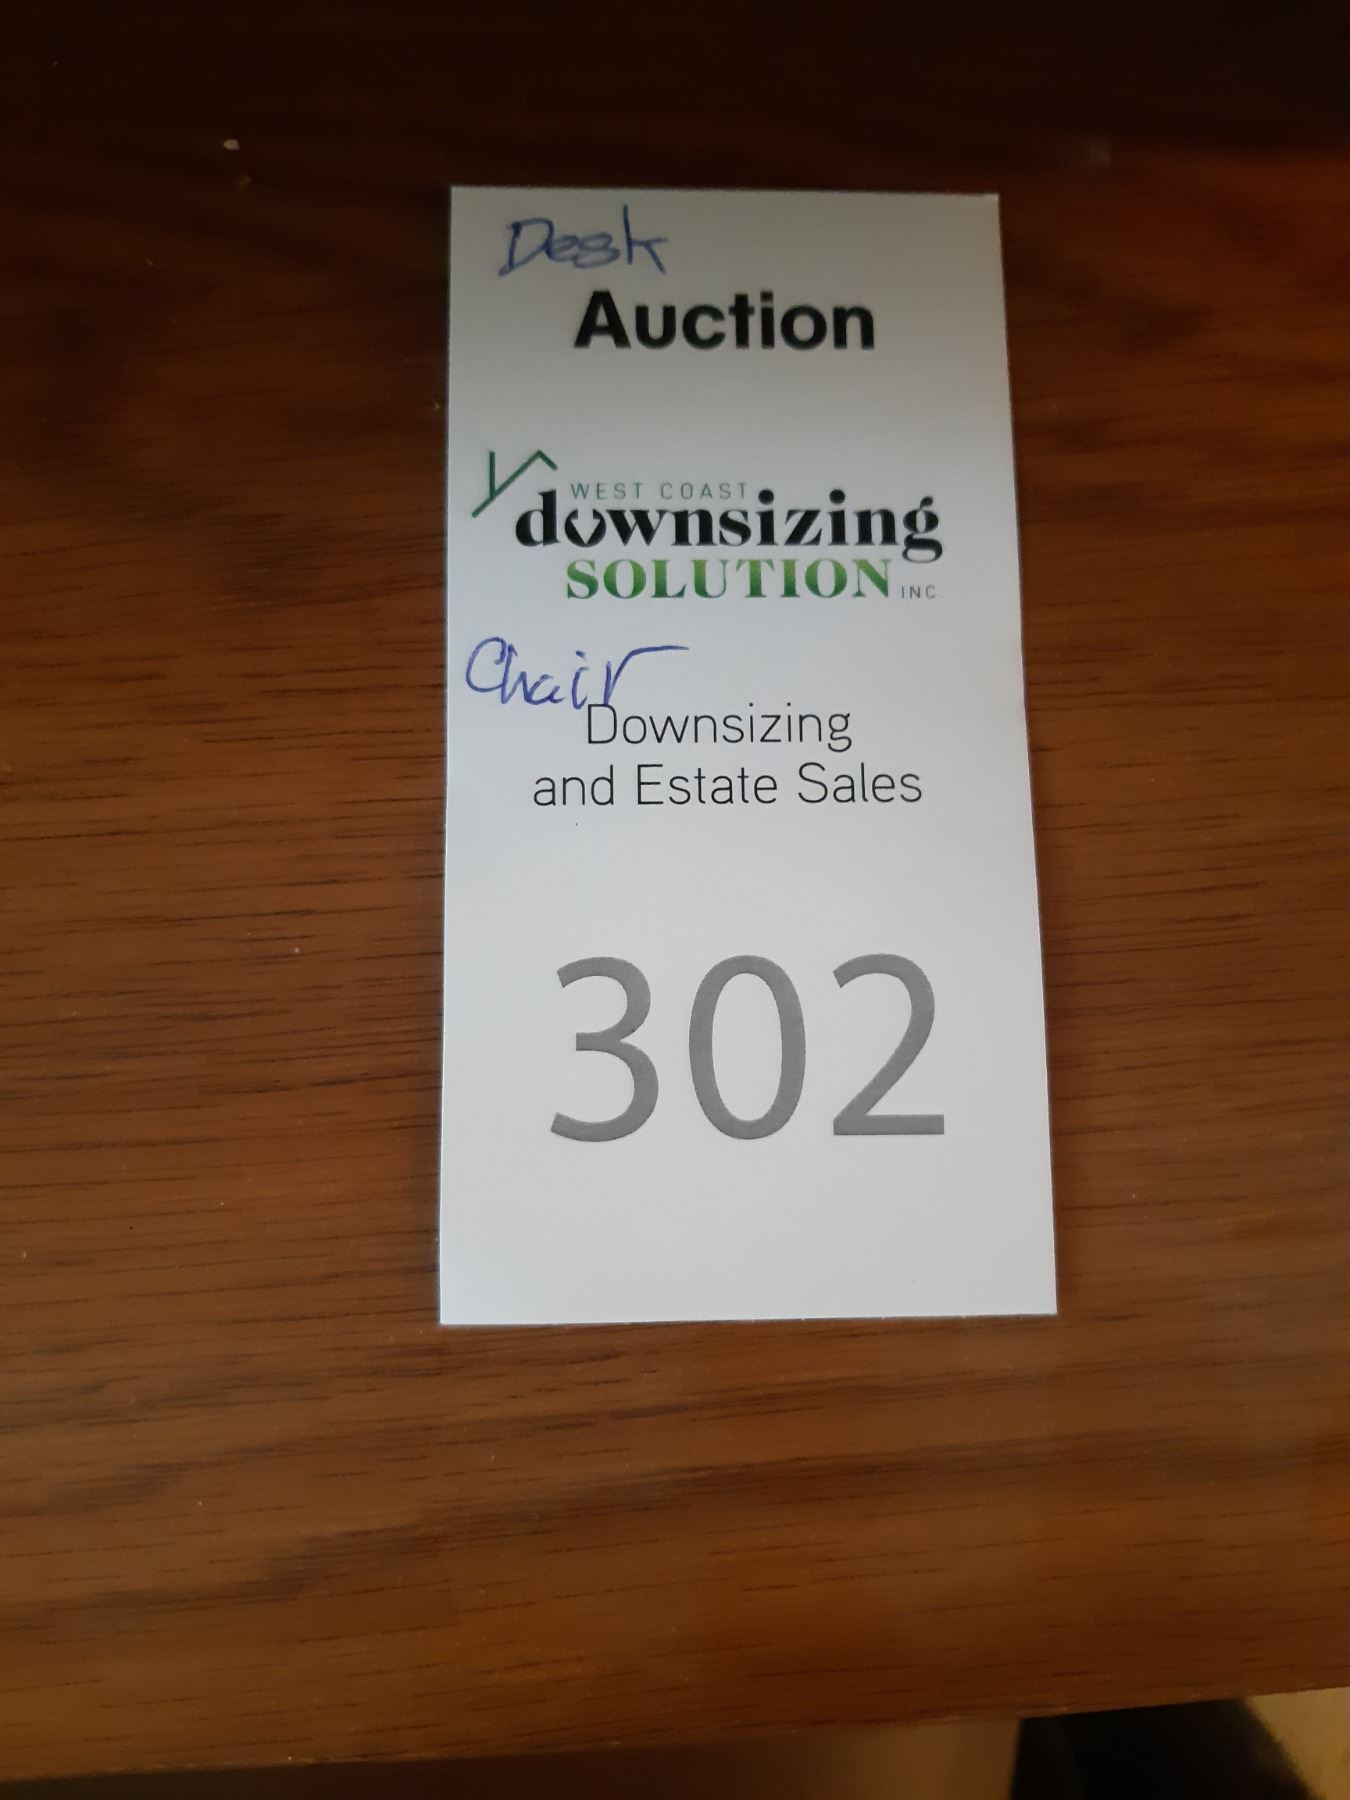 Desk
Auction
WEST COAST
downsizing
SOLUTION INC.
Chair
Downsizing
and Estate Sales
302